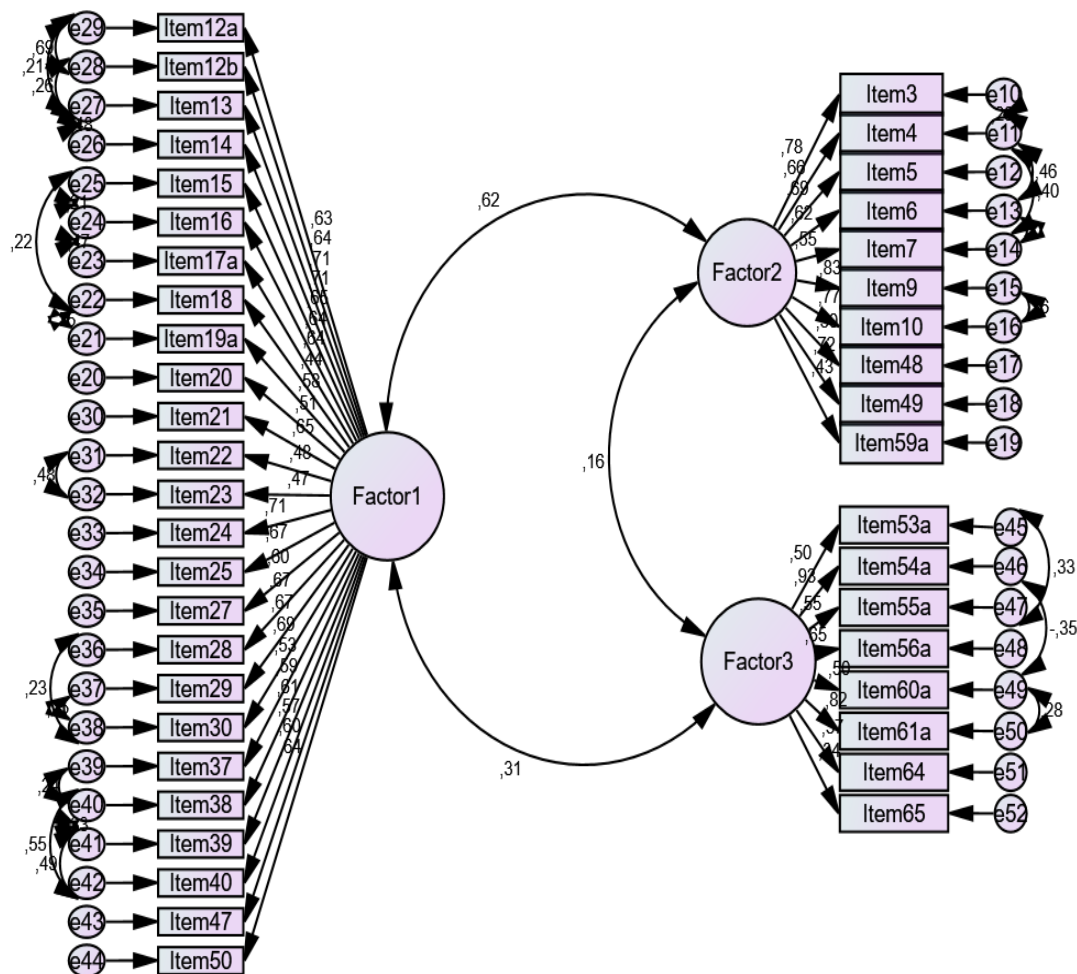 e29 Item12a
,69
,21
e28 Item12b
,26
e27 Item13
e26 Item14
e25 Item15
e24 Item16
,22
e23 Item17a
e22 Item18
e21 Item19a
e20 Item20
e30 Item21
e31 Item22
,48
e32 Item23
e33 Item24
e34 Item25
e35 Item27
e36 Item28
,23
e37 Item29
e38 Item30
e39 Item37
e40 Item38
e41 Item39
,55
,49
e42 Item40
e43 Item47
e44 Item50
,63
,64
,71
,71
,65
,64
,64
,44
,58
,51
,65
,48
,47
,71
,67
,60
,67
,67
,69
,53
,59
,61
,57
,60
,64
Factor1
,62
,16
,31
Factor2
,78
,66
,69
,62
,55
,83
,77
,72
,43
Item3 e10
Item4 e11
Item5 e12
,46
,40
Item6 e13
Item7 e14
Item9 e15
Item10 e16
Item48 e17
Item49 e18
Item59a e19
Factor3
,50
,93
,55
,65
,50
,82
,37
Item53a e45
Item54a e46
,33
Item55a e47
-,35
Item56a e48
Item60a e49
,28
Item61a e50
Item64 e51
Item65 e52